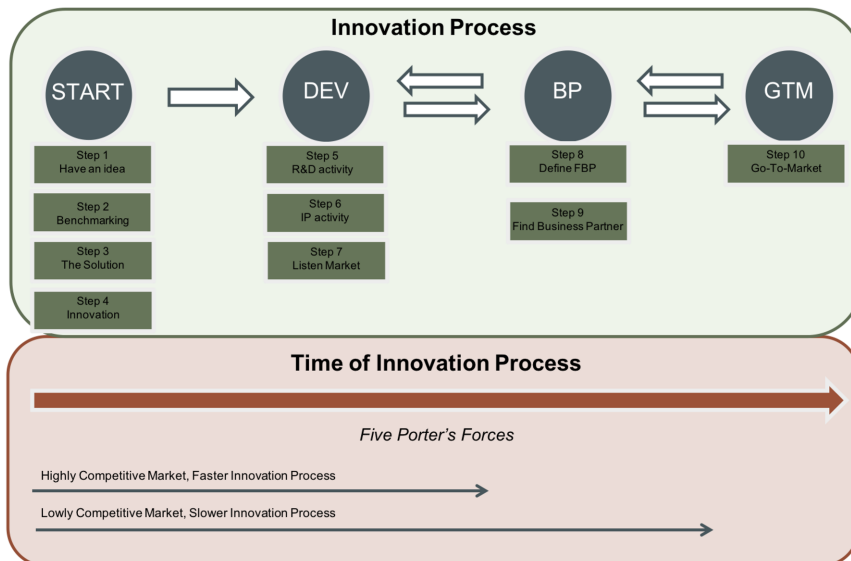 Innovation Process
START
DEV
BP
GTM
Step 1
Have an idea
Step 2
Benchmarking
Step 3
The Solution
Step 4
Innovation
Step 5
R&D activity
Step 6
IP activity
Step 7
Listen Market
Step 8
Define FBP
Step 9
Find Business Partner
Step 10
Go-To-Market
Time of Innovation Process
Five Porter's Forces
Highly Competitive Market, Faster Innovation Process
Lowly Competitive Market, Slower Innovation Process